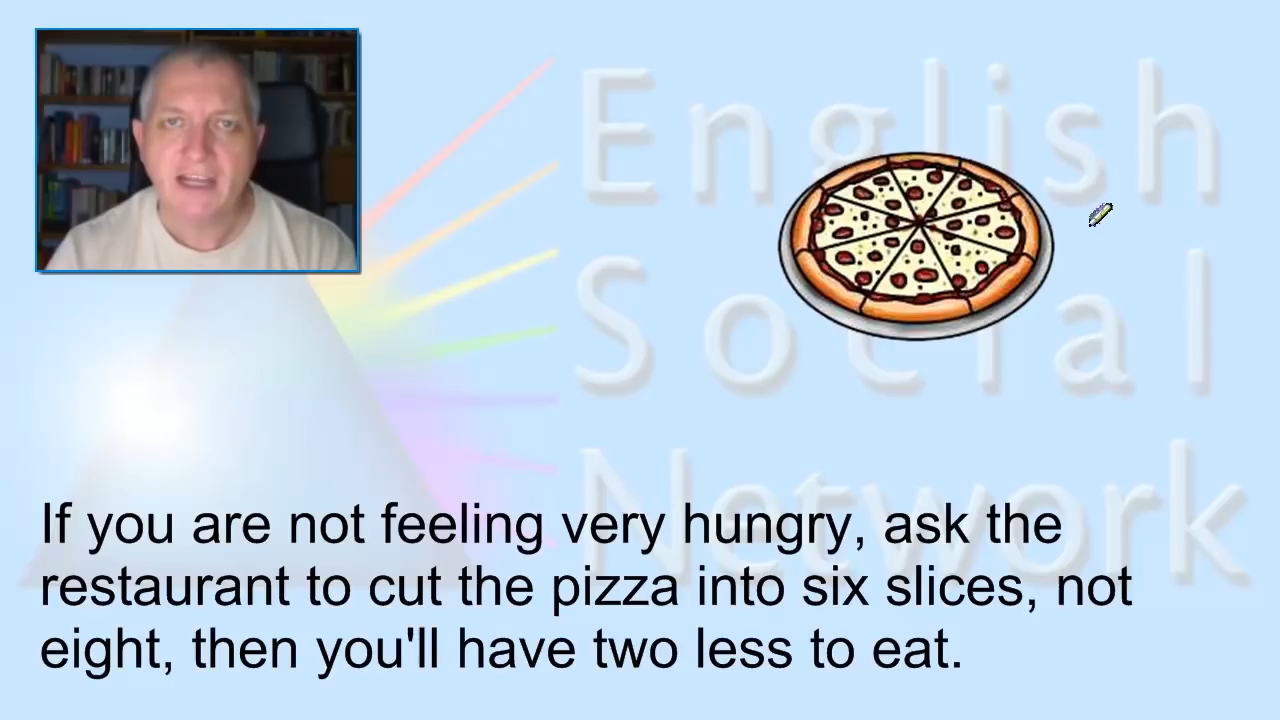 English
Social
Network
If you are not feeling very hungry, ask the
restaurant to cut the pizza into six slices, not
eight, then you'll have two less to eat.